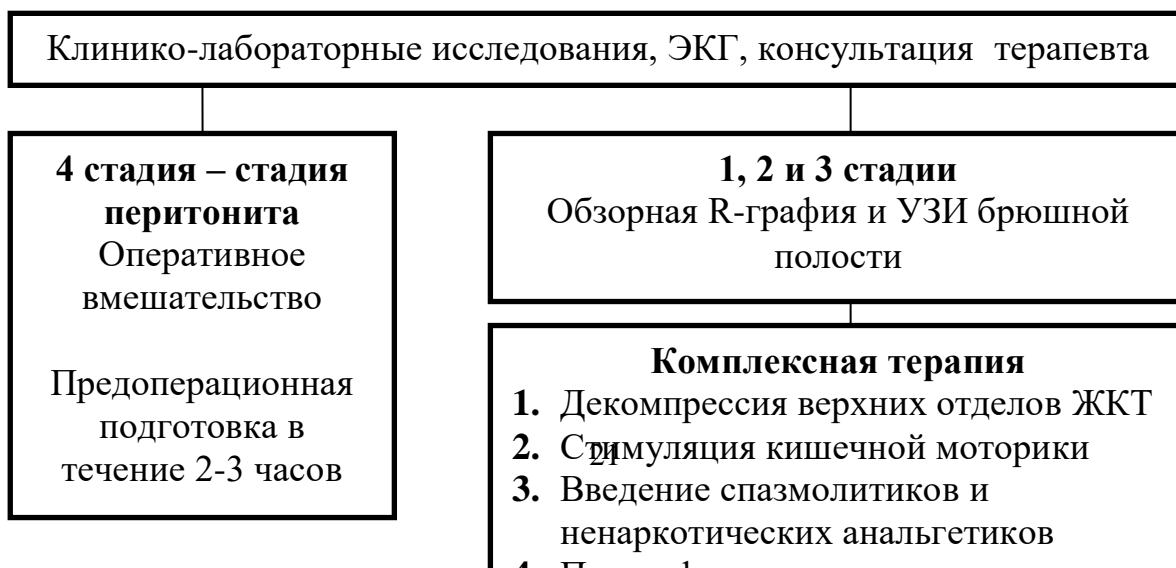 Клинико-лабораторные исследования, ЭКГ, консультация терапевта
4 стадия – стадия
перитонита
Оперативное
вмешательство
Предоперационная
подготовка в
течение 2-3 часов
1, 2 и 3 стадии
Обзорная R-графия и УЗИ брюшной
полости
Комплексная терапия
1. Декомпрессия верхних отделов ЖКТ
2. Стимуляция кишечной моторики
21
3. Введение спазмолитиков и
ненаркотических анальгетиков
4.